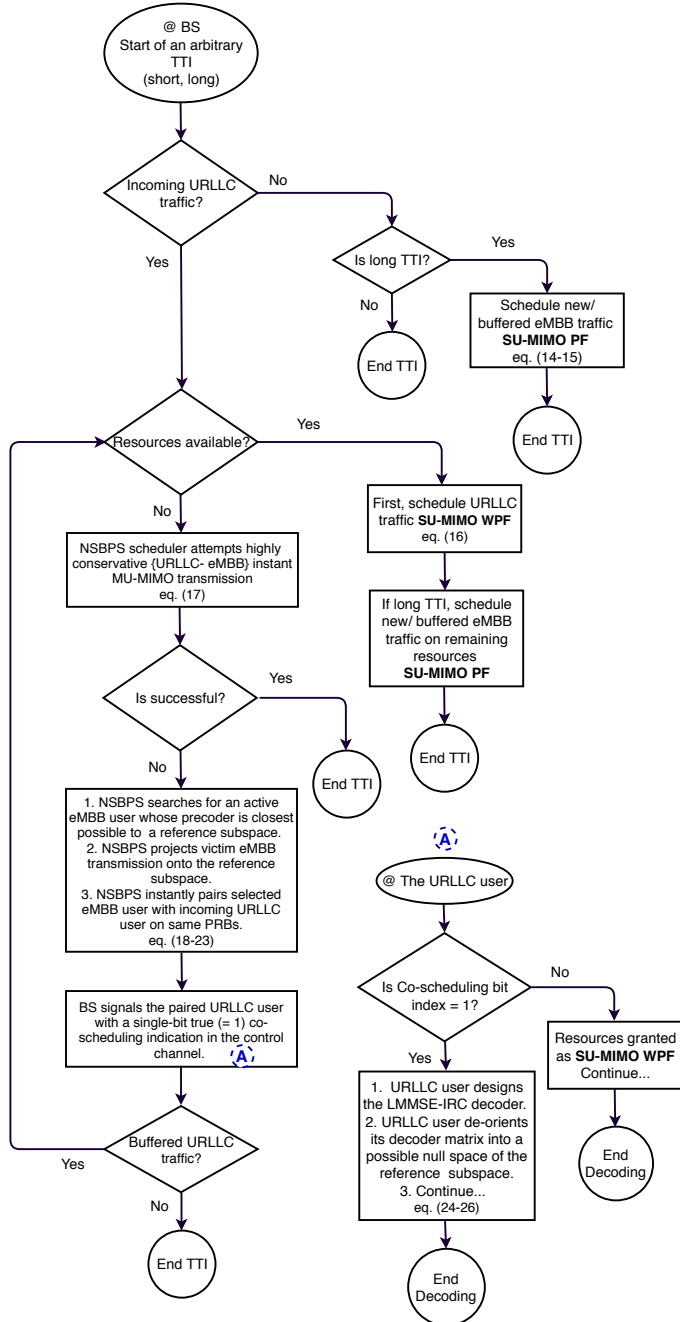 @ BS
Start of an arbitrary
TTI
(short, long)
Incoming URLLC
traffic?
No
Yes
Is long TTI?
Yes
No
Schedule new/
buffered eMBB traffic
SU-MIMO PF
eq. (14-15)
End TTI
End TTI
Resources available?
Yes
No
First, schedule URLLC
traffic SU-MIMO WPF
eq. (16)
NSBPS scheduler attempts highly
conservative {URLLC- eMBB} instant
MU-MIMO transmission
eq. (17)
If long TTI, schedule
new/ buffered eMBB
traffic on remaining
resources
SU-MIMO PF
Is successful?
Yes
No
End TTI
End TTI
1. NSBPS searches for an active
eMBB user whose precoder is closest
possible to a reference subspace.
2. NSBPS projects victim eMBB
transmission onto the reference
subspace.
3. NSBPS instantly pairs selected
eMBB user with incoming URLLC
user on same PRBs.
eq. (18-23)
BS signals the paired URLLC user
with a single-bit true (= 1) co-
scheduling indication in the control
channel.
A
Buffered URLLC
traffic?
Yes
No
End TTI
A
@ The URLLC user
Is Co-scheduling bit
index = 1?
No
Yes
Resources granted
as SU-MIMO WPF
Continue...
End
Decoding
1. URLLC user designs
the LMMSE-IRC decoder.
2. URLLC user de-orients
its decoder matrix into a
possible null space of the
reference subspace.
3. Continue...
eq. (24-26)
End
Decoding